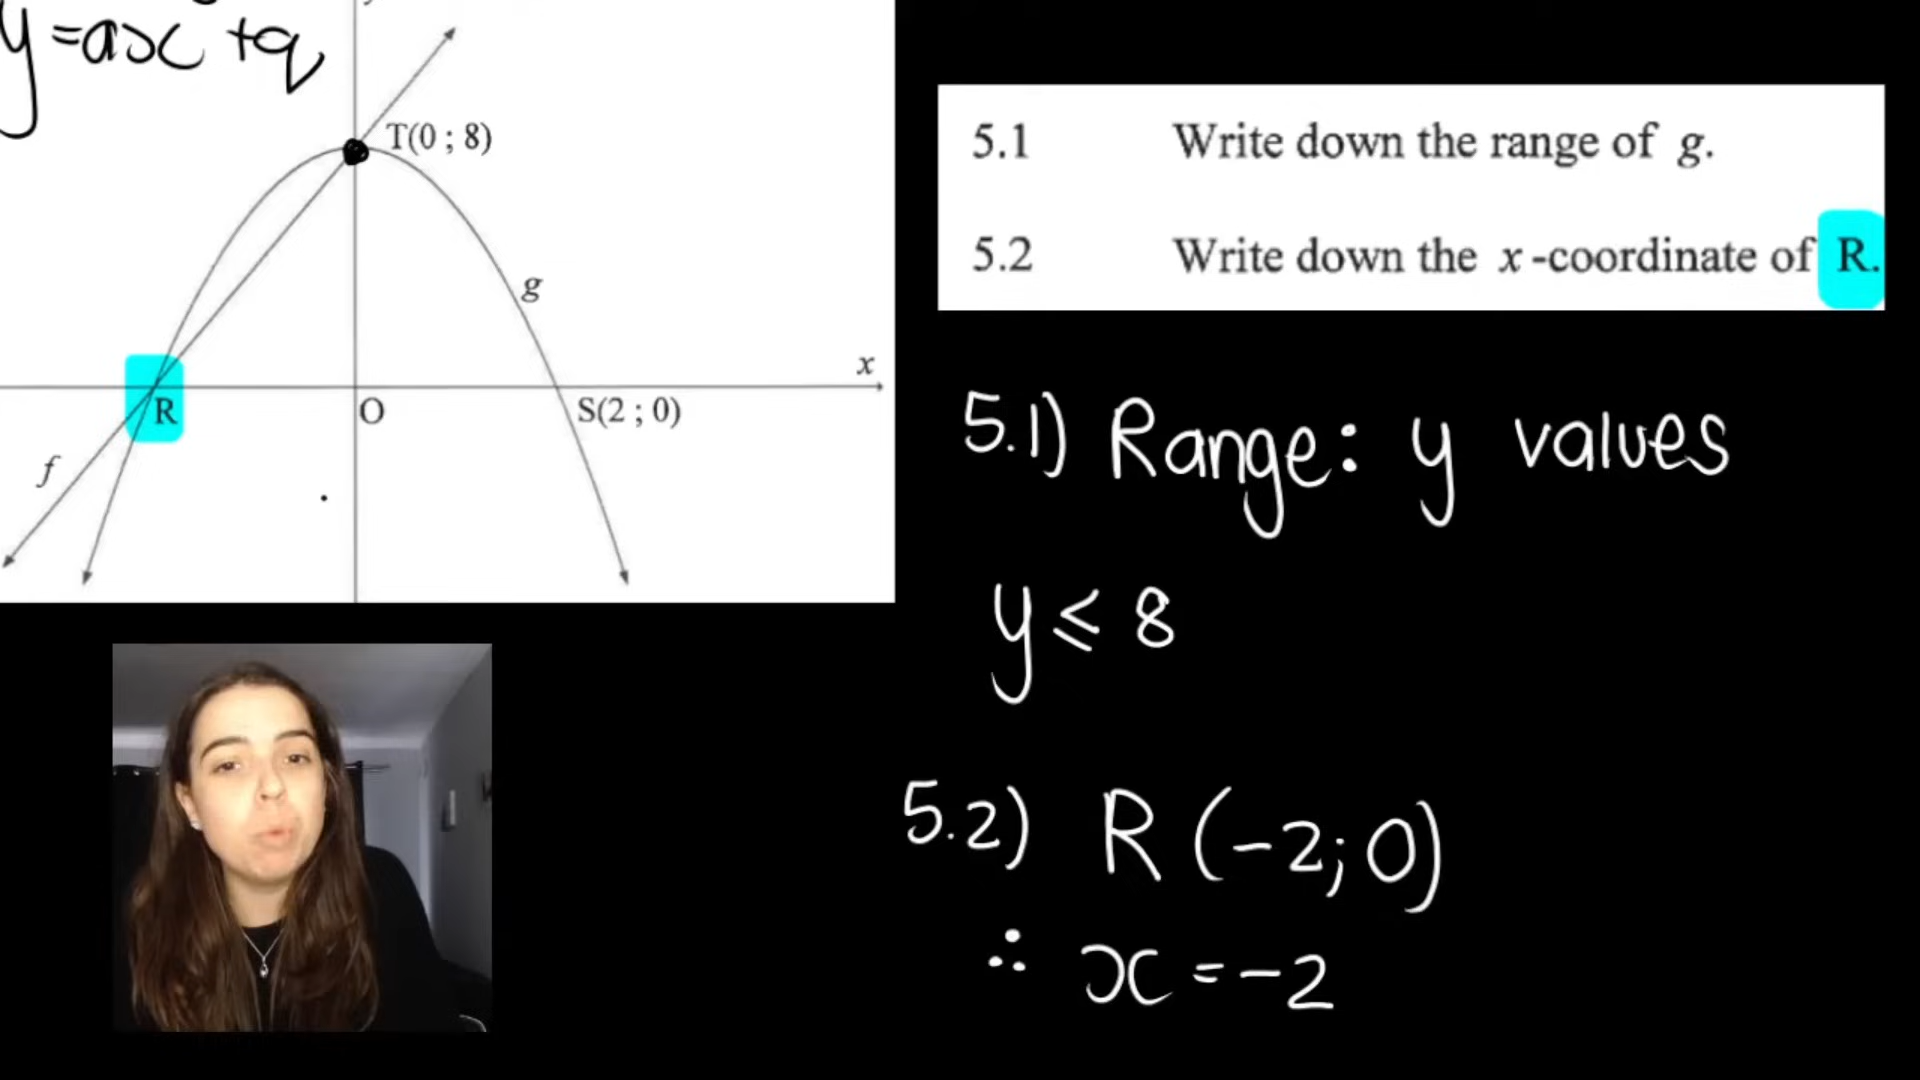 y=ax+q
y
T(0 ; 8)
g
x
R
O
S(2 ; 0)
f
5.1 Write down the range of g.
5.2 Write down the x-coordinate of R.
5.1) Range: y values
y ⩽ 8
5.2) R (-2; 0)
∴ x = -2